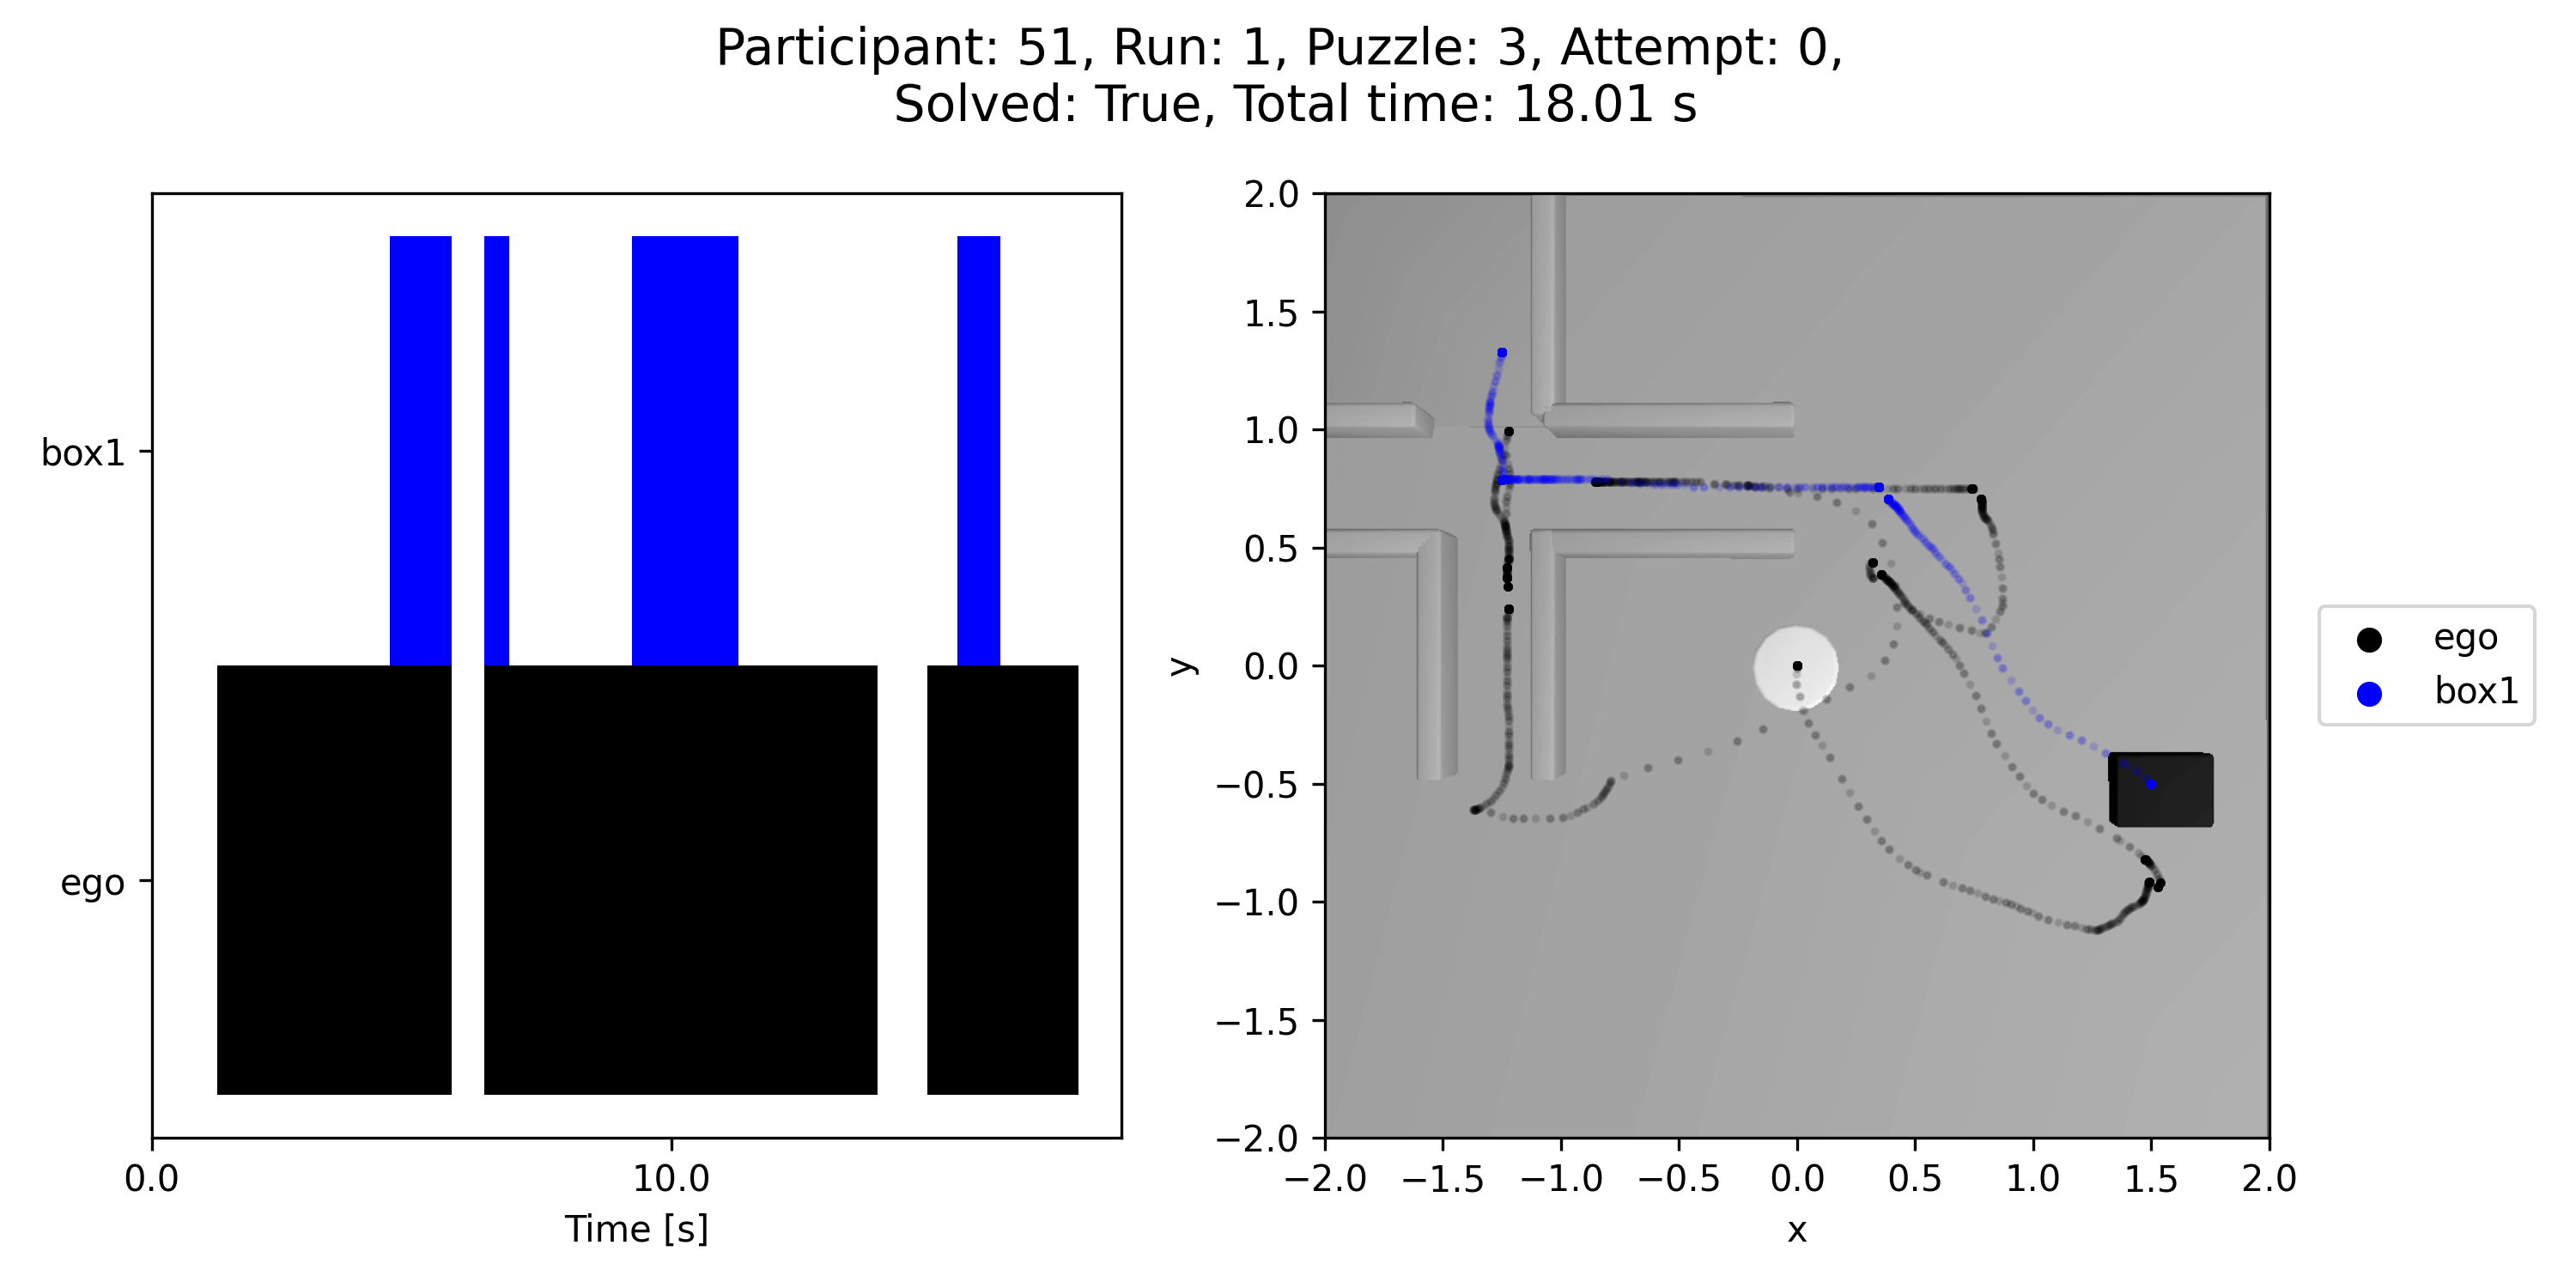 Participant: 51, Run: 1, Puzzle: 3, Attempt: 0,
Solved: True, Total time: 18.01 s
box1
ego
0.0
10.0
Time [s]
2.0
1.5
1.0
0.5
0.0
−0.5
−1.0
−1.5
−2.0
y
−2.0
−1.5
−1.0
−0.5
0.0
0.5
1.0
1.5
2.0
x
ego
box1